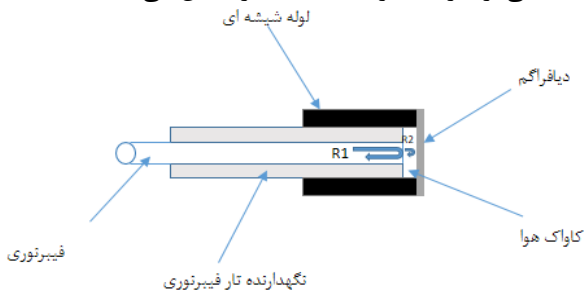 لوله شیشه ای
دیافراگم
R2
R1
کاواک هوا
فیبرنوری
نگهدارنده تار فیبرنوری